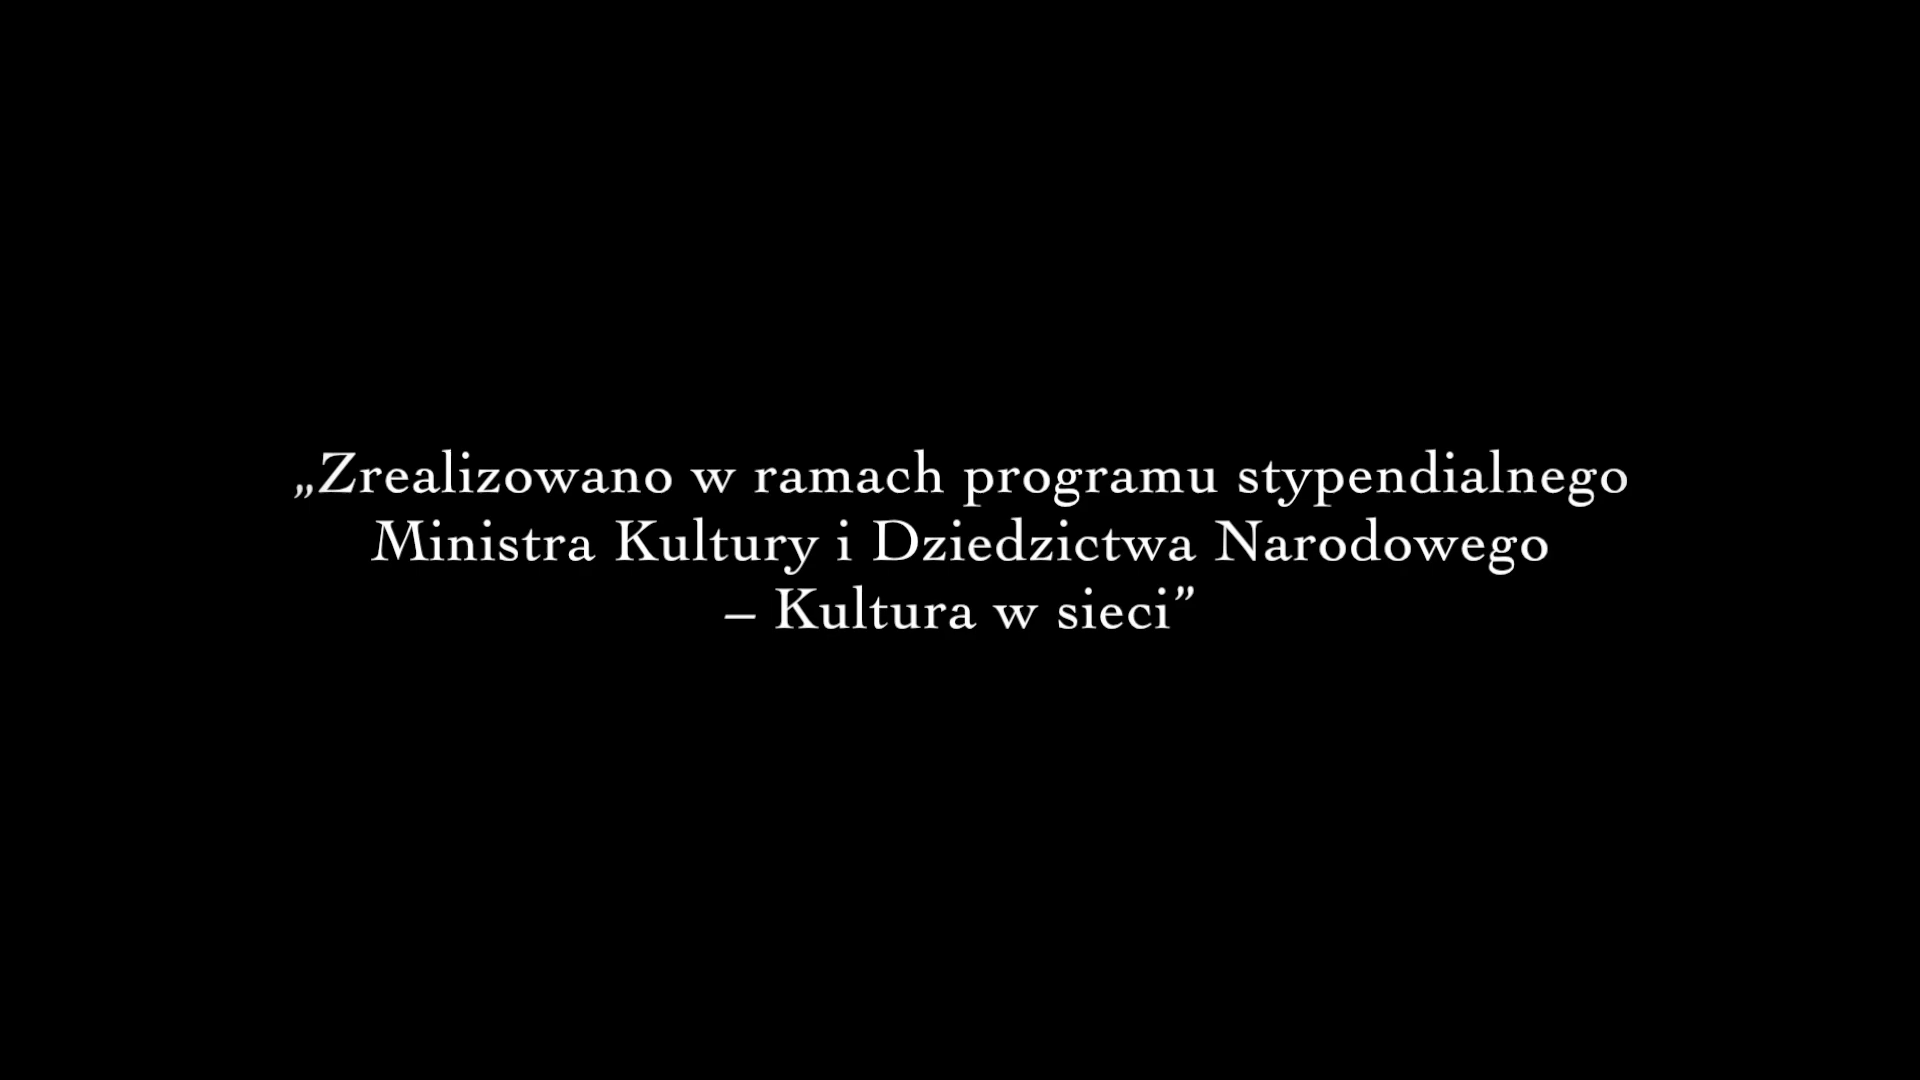 „Zrealizowano w ramach programu stypendialnego
Ministra Kultury i Dziedzictwa Narodowego
– Kultura w sieci”